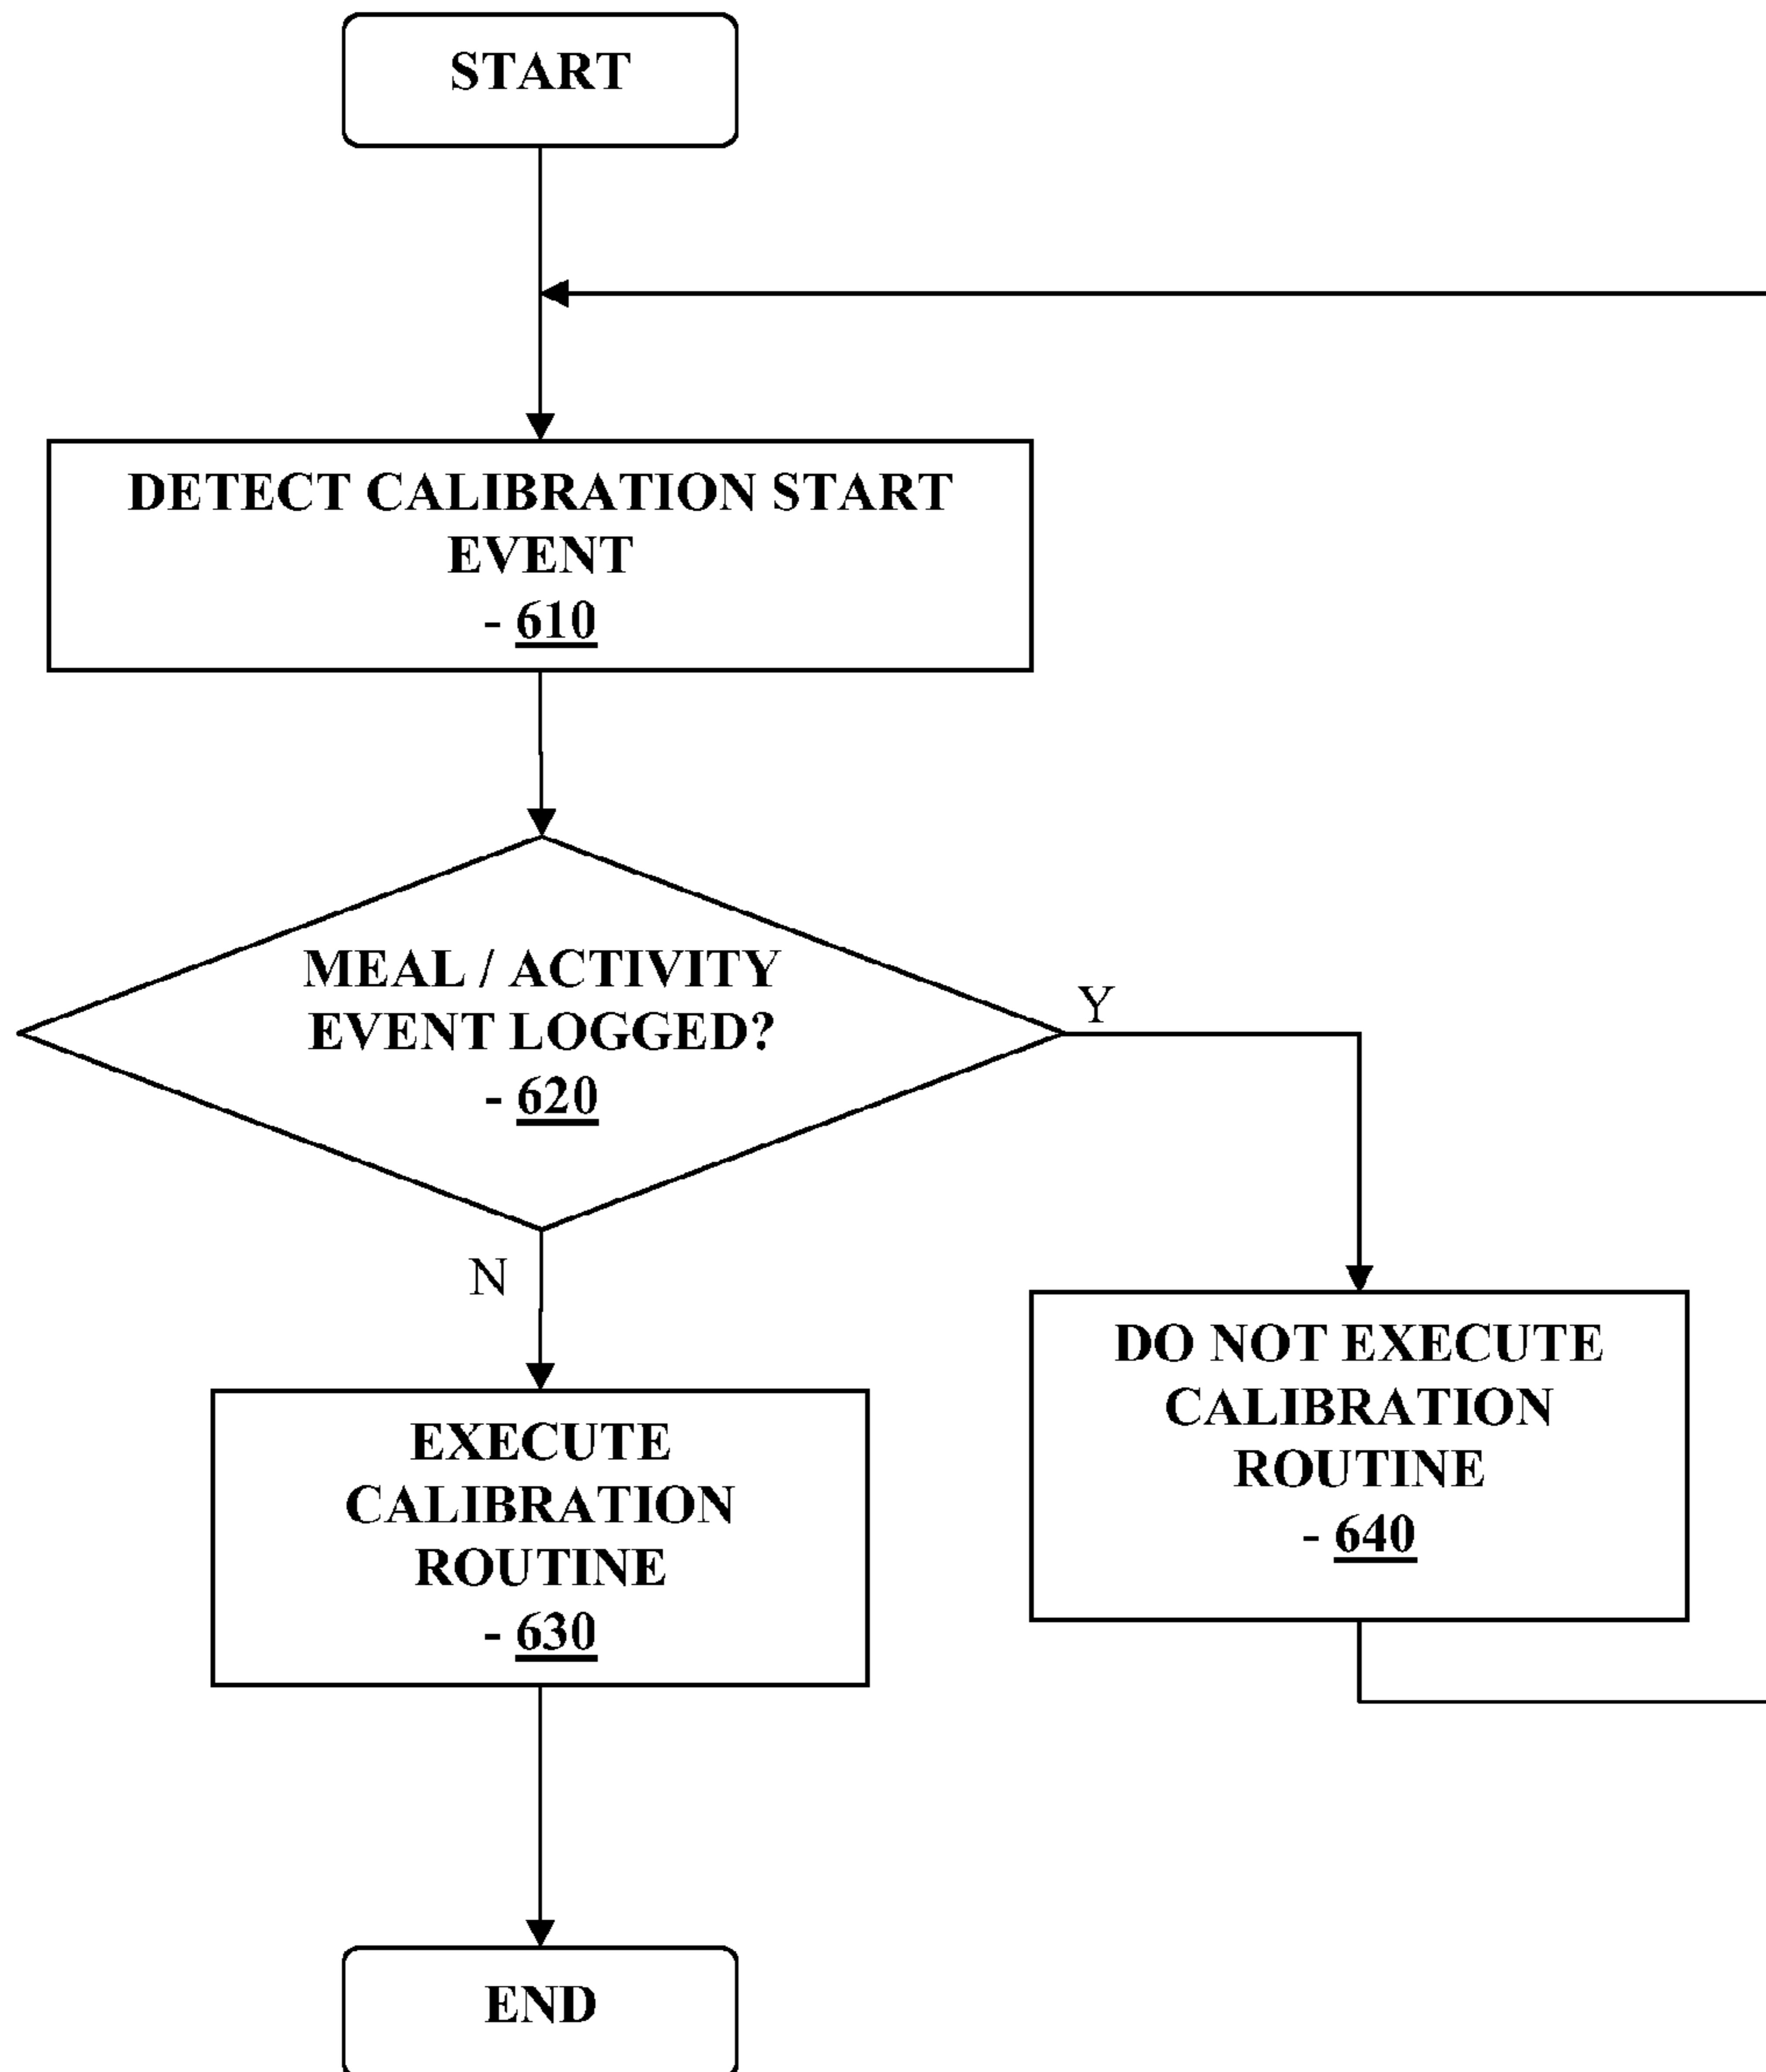 START
DETECT CALIBRATION START
EVENT
- 610
MEAL / ACTIVITY
EVENT LOGGED?
- 620
Y
N
DO NOT EXECUTE
CALIBRATION
ROUTINE
- 640
EXECUTE
CALIBRATION
ROUTINE
- 630
END